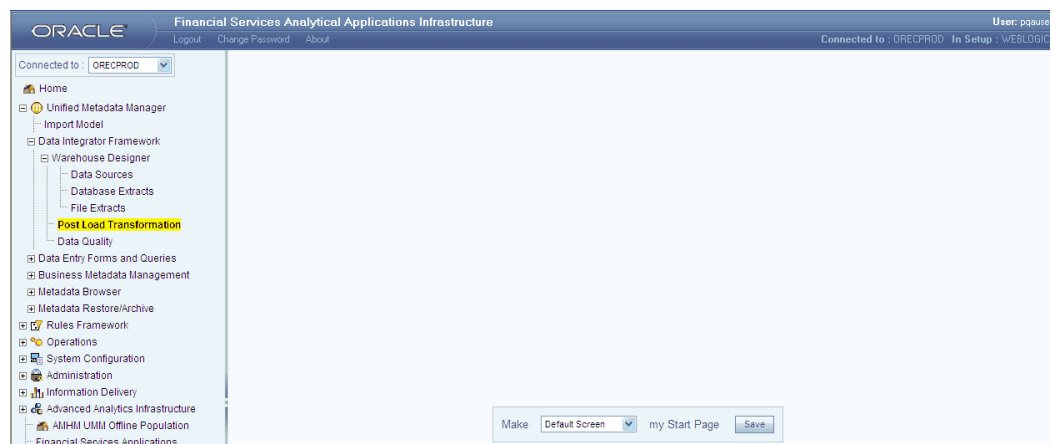 ORACLE
Financial Services Analytical Applications Infrastructure
User: pqause
Logout Change Password About
Connected to : ORECPROD In Setup : WEBLOGIC
Connected to : ORECPROD
Home
Unified Metadata Manager
Import Model
Data Integrator Framework
Warehouse Designer
Data Sources
Database Extracts
File Extracts
Post Load Transformation
Data Quality
Data Entry Forms and Queries
Business Metadata Management
Metadata Browser
Metadata Restore/Archive
Rules Framework
Operations
System Configuration
Administration
Information Delivery
Advanced Analytics Infrastructure
AMHM UMM Offline Population
Financial Services Applications
Make Default Screen my Start Page Save